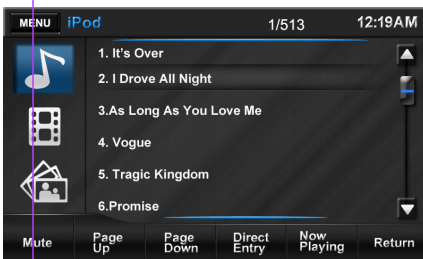 MENU iPod 1/513 12:19AM
1. It's Over
2. I Drove All Night
3.As Long As You Love Me
4. Vogue
5. Tragic Kingdom
6.Promise
Mute Page Up Page Down Direct Entry Now Playing Return